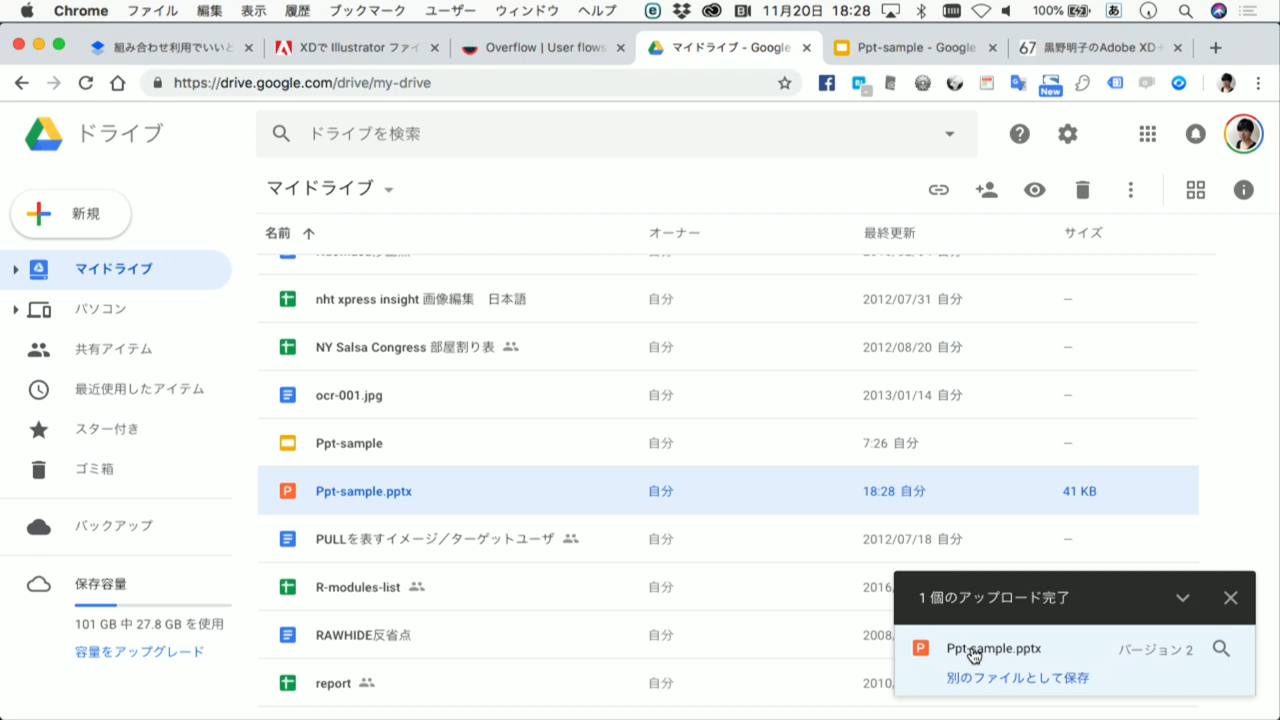 Chrome ファイル 編集 表示 履歴 ブックマーク ユーザー ウィンドウ ヘルプ 11月20日 18:28 100% あ
組み合わせ利用でいいと XDで Illustrator ファイ Overflow | User flows マイドライブ - Google Ppt-sample - Google 67 黒野明子のAdobe XD
https://drive.google.com/drive/my-drive
New
ドライブ
ドライブを検索
新規
マイドライブ
名前 オーナー 最終更新 サイズ
マイドライブ
パソコン
共有アイテム
最近使用したアイテム
スター付き
ゴミ箱
バックアップ
保存容量
101 GB 中 27.8 GB を使用
容量をアップグレード
nht xpress insight 画像編集　日本語 自分 2012/07/31 自分 –
NY Salsa Congress 部屋割り表 自分 2012/08/20 自分 –
ocr-001.jpg 自分 2013/01/14 自分 –
Ppt-sample 自分 7:26 自分 –
P Ppt-sample.pptx 自分 18:28 自分 41 KB
PULLを表すイメージ／ターゲットユーザ 自分 2012/07/18 自分 –
R-modules-list 自分 2016
RAWHIDE反省点 自分 2008
report 自分 2010
1 個のアップロード完了
P Ppt-sample.pptx バージョン 2
別のファイルとして保存